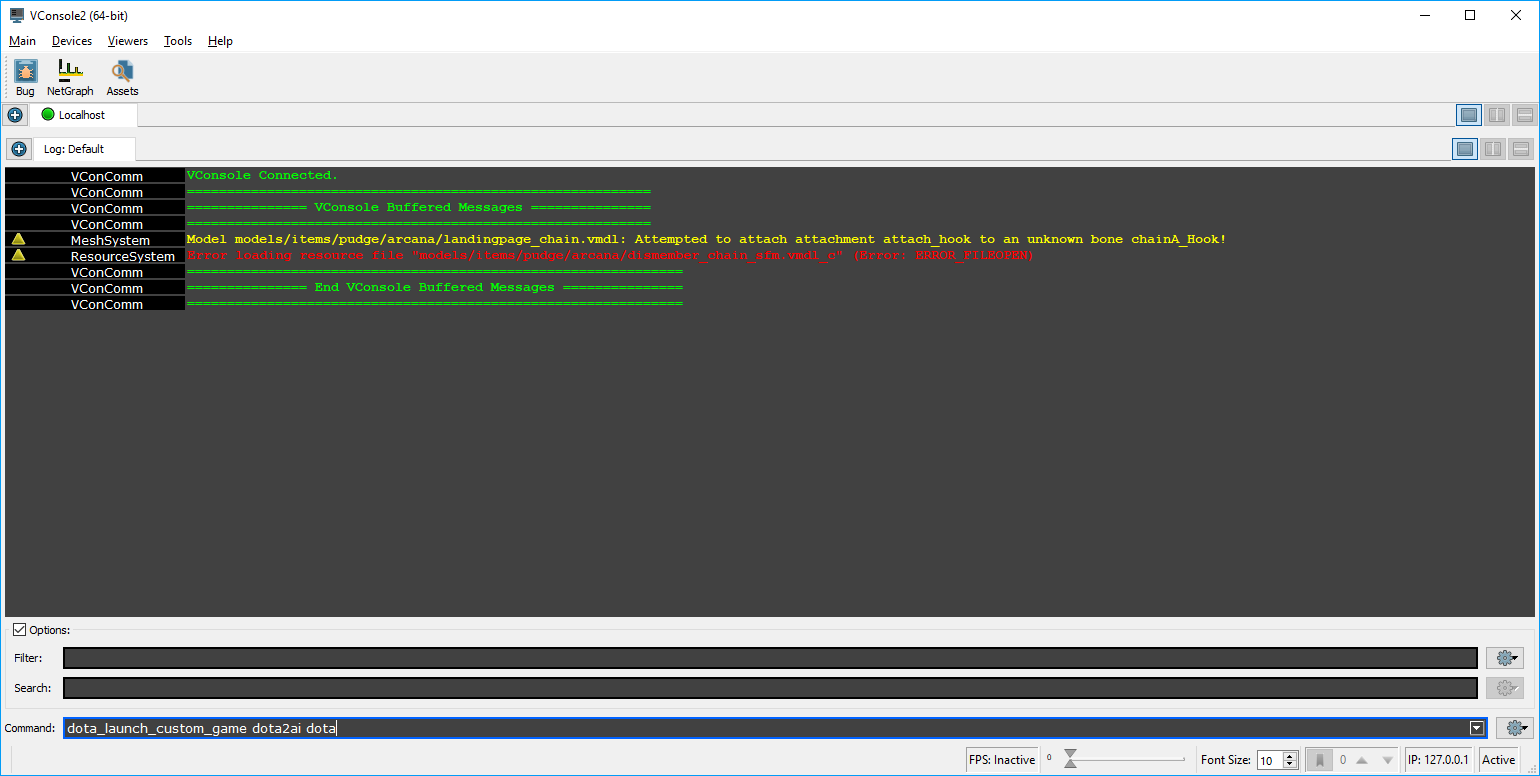 VConsole2 (64-bit)
Main Devices Viewers Tools Help
Bug NetGraph Assets
Localhost
Log: Default
VConComm VConsole Connected.
VConComm ==========================================================
VConComm =============== VConsole Buffered Messages ===============
VConComm ==========================================================
MeshSystem Model models/items/pudge/arcana/landingpage_chain.vmdl: Attempted to attach attachment attach_hook to an unknown bone chainA_Hook!
ResourceSystem Error loading resource file "models/items/pudge/arcana/dismember_chain_sfm.vmdl_c" (Error: ERROR_FILEOPEN)
VConComm ==============================================================
VConComm =============== End VConsole Buffered Messages ===============
VConComm ==============================================================
Options:
Filter:
Search:
Command: dota_launch_custom_game dota2ai dota
FPS: Inactive 0 Font Size: 10 0 IP: 127.0.0.1 Active